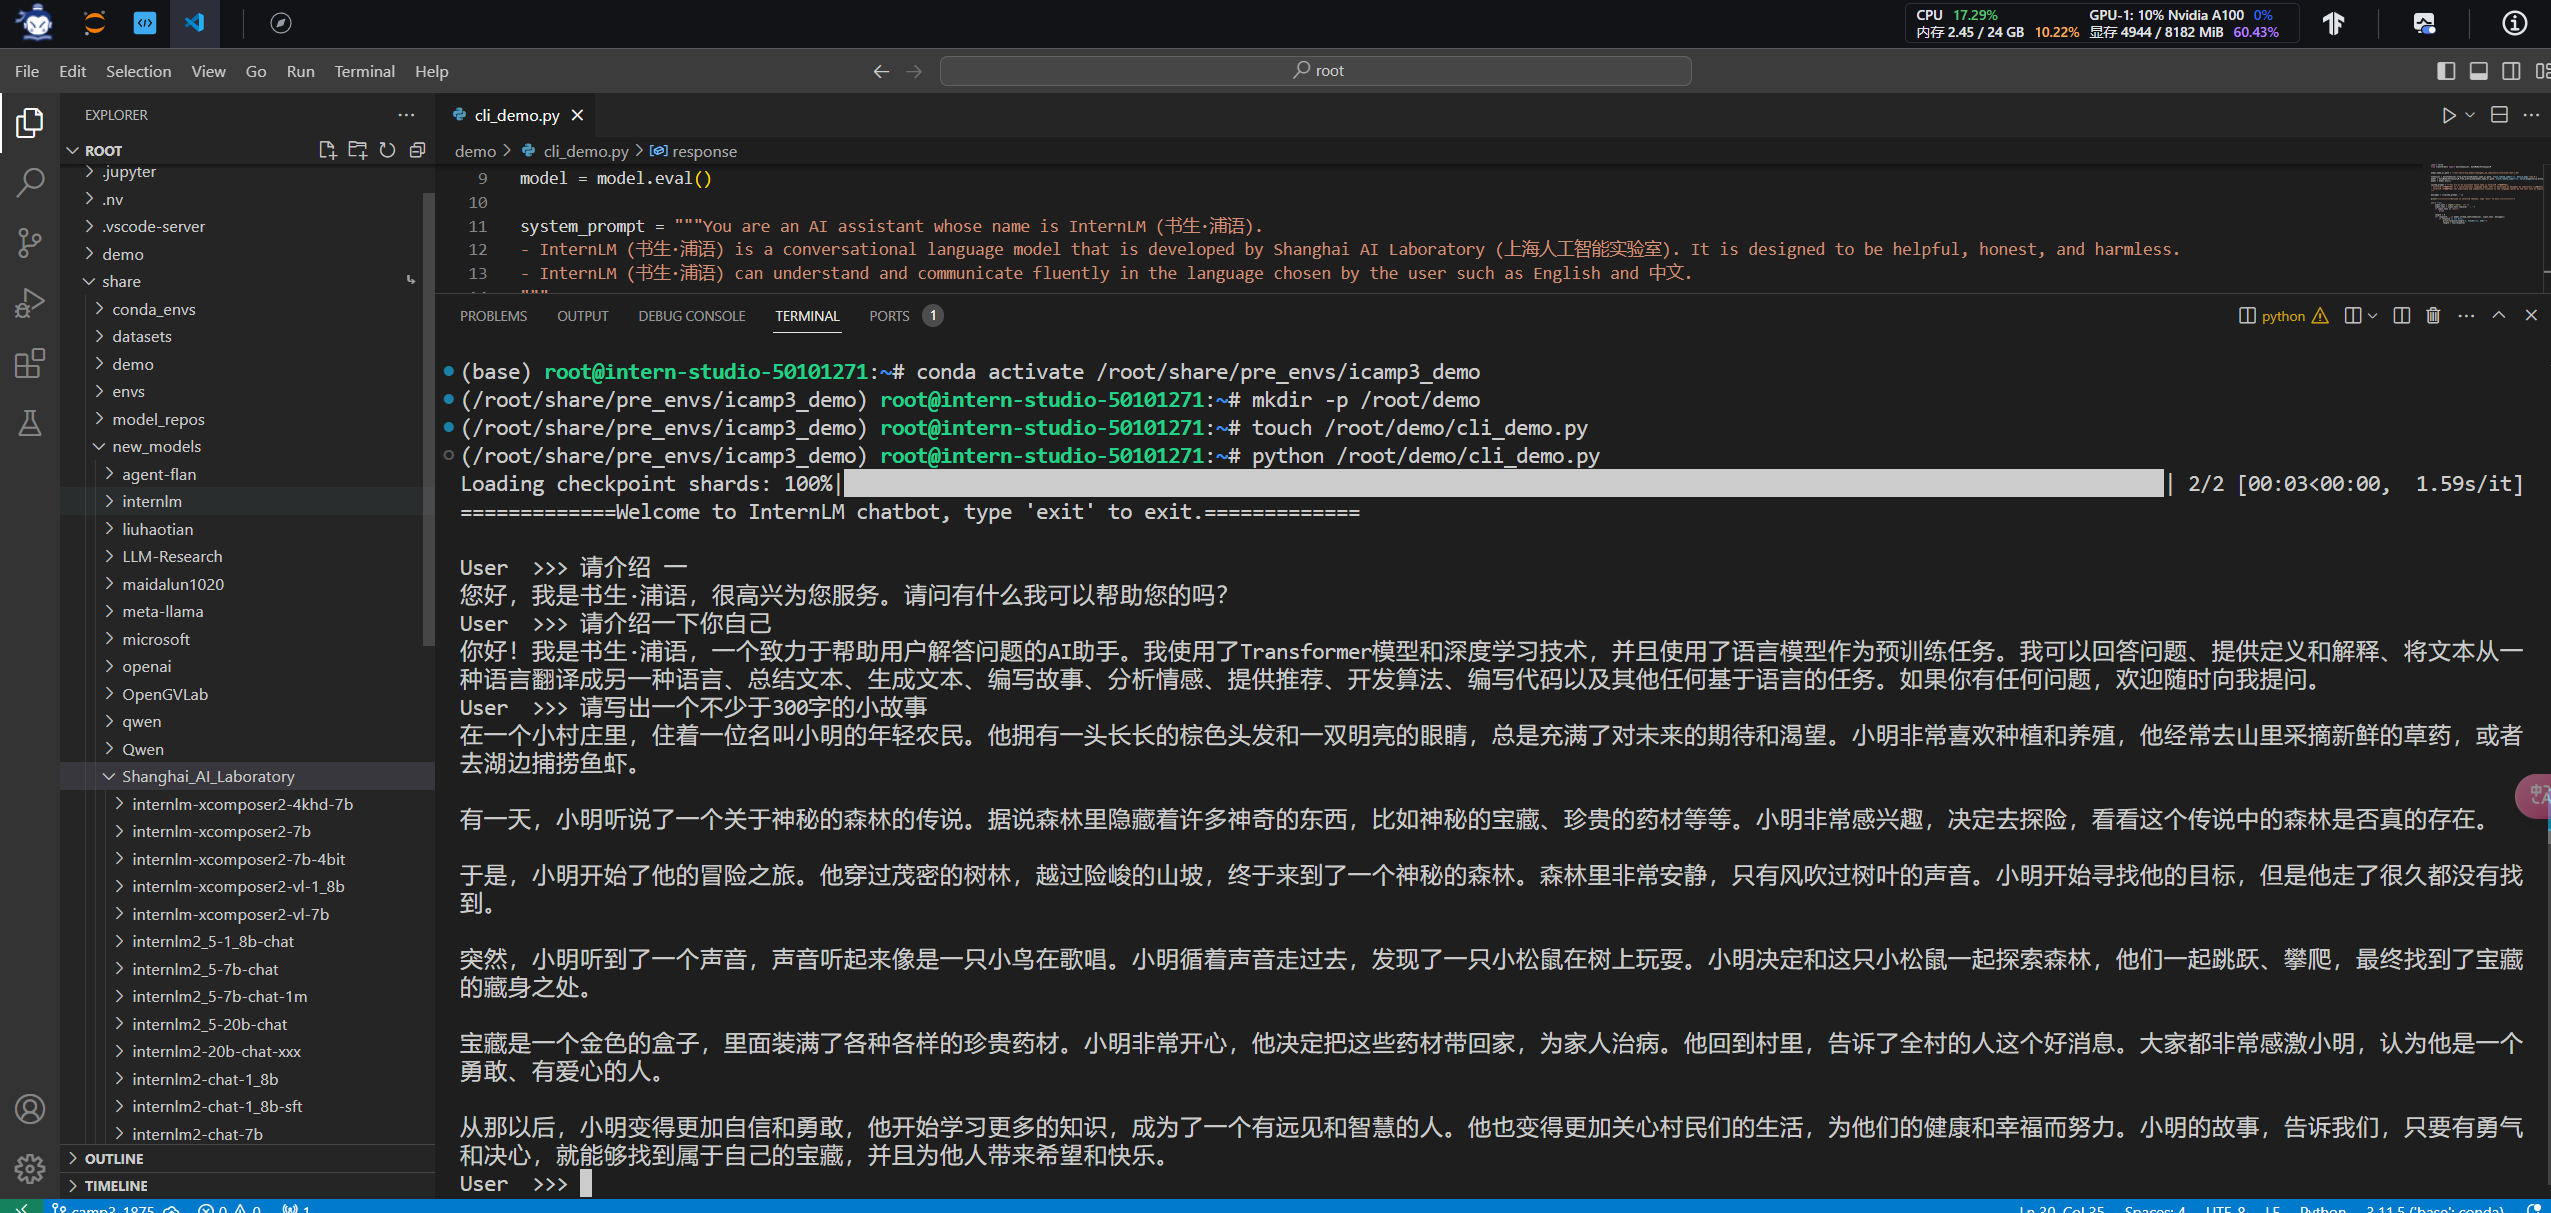 CPU 17.29%
GPU-1: 10% Nvidia A100 0%
内存 2.45 / 24 GB 10.22%
显存 4944 / 8182 MiB 60.43%
File Edit Selection View Go Run Terminal Help
root
EXPLORER
cli_demo.py
ROOT
demo > cli_demo.py > response
.jupyter
.nv
.vscode-server
demo
share
conda_envs
datasets
demo
envs
model_repos
new_models
agent-flan
internlm
liuhaotian
LLM-Research
maidalun1020
meta-llama
microsoft
openai
OpenGVLab
qwen
Qwen
Shanghai_AI_Laboratory
internlm-xcomposer2-4khd-7b
internlm-xcomposer2-7b
internlm-xcomposer2-7b-4bit
internlm-xcomposer2-vl-1_8b
internlm-xcomposer2-vl-7b
internlm2_5-1_8b-chat
internlm2_5-7b-chat
internlm2_5-7b-chat-1m
internlm2_5-20b-chat
internlm2-20b-chat-xxx
internlm2-chat-1_8b
internlm2-chat-1_8b-sft
internlm2-chat-7b
OUTLINE
TIMELINE
9 model = model.eval()
10
11 system_prompt = """You are an AI assistant whose name is InternLM (书生·浦语).
12 - InternLM (书生·浦语) is a conversational language model that is developed by Shanghai AI Laboratory (上海人工智能实验室). It is designed to be helpful, honest, and harmless.
13 - InternLM (书生·浦语) can understand and communicate fluently in the language chosen by the user such as English and 中文.
"""
PROBLEMS OUTPUT DEBUG CONSOLE TERMINAL PORTS 1
python
(base) root@intern-studio-50101271:~# conda activate /root/share/pre_envs/icamp3_demo
(/root/share/pre_envs/icamp3_demo) root@intern-studio-50101271:~# mkdir -p /root/demo
(/root/share/pre_envs/icamp3_demo) root@intern-studio-50101271:~# touch /root/demo/cli_demo.py
(/root/share/pre_envs/icamp3_demo) root@intern-studio-50101271:~# python /root/demo/cli_demo.py
Loading checkpoint shards: 100%| | 2/2 [00:03<00:00, 1.59s/it]
=============Welcome to InternLM chatbot, type 'exit' to exit.=============
User >>> 请介绍 一
您好，我是书生·浦语，很高兴为您服务。请问有什么我可以帮助您的吗？
User >>> 请介绍一下你自己
你好！我是书生·浦语，一个致力于帮助用户解答问题的AI助手。我使用了Transformer模型和深度学习技术，并且使用了语言模型作为预训练任务。我可以回答问题、提供定义和解释、将文本从一
种语言翻译成另一种语言、总结文本、生成文本、编写故事、分析情感、提供推荐、开发算法、编写代码以及其他任何基于语言的任务。如果你有任何问题，欢迎随时向我提问。
User >>> 请写出一个不少于300字的小故事
在一个小村庄里，住着一位名叫小明的年轻农民。他拥有一头长长的棕色头发和一双明亮的眼睛，总是充满了对未来的期待和渴望。小明非常喜欢种植和养殖，他经常去山里采摘新鲜的草药，或者
去湖边捕捞鱼虾。
有一天，小明听说了一个关于神秘的森林的传说。据说森林里隐藏着许多神奇的东西，比如神秘的宝藏、珍贵的药材等等。小明非常感兴趣，决定去探险，看看这个传说中的森林是否真的存在。
于是，小明开始了他的冒险之旅。他穿过茂密的树林，越过险峻的山坡，终于来到了一个神秘的森林。森林里非常安静，只有风吹过树叶的声音。小明开始寻找他的目标，但是他走了很久都没有找
到。
突然，小明听到了一个声音，声音听起来像是一只小鸟在歌唱。小明循着声音走过去，发现了一只小松鼠在树上玩耍。小明决定和这只小松鼠一起探索森林，他们一起跳跃、攀爬，最终找到了宝藏
的藏身之处。
宝藏是一个金色的盒子，里面装满了各种各样的珍贵药材。小明非常开心，他决定把这些药材带回家，为家人治病。他回到村里，告诉了全村的人这个好消息。大家都非常感激小明，认为他是一个
勇敢、有爱心的人。
从那以后，小明变得更加自信和勇敢，他开始学习更多的知识，成为了一个有远见和智慧的人。他也变得更加关心村民们的生活，为他们的健康和幸福而努力。小明的故事，告诉我们，只要有勇气
和决心，就能够找到属于自己的宝藏，并且为他人带来希望和快乐。
User >>>
camp3_1875 0 0 1
Ln 30, Col 35 Spaces: 4 UTF-8 LF Python 3.11.5 ('base': conda)